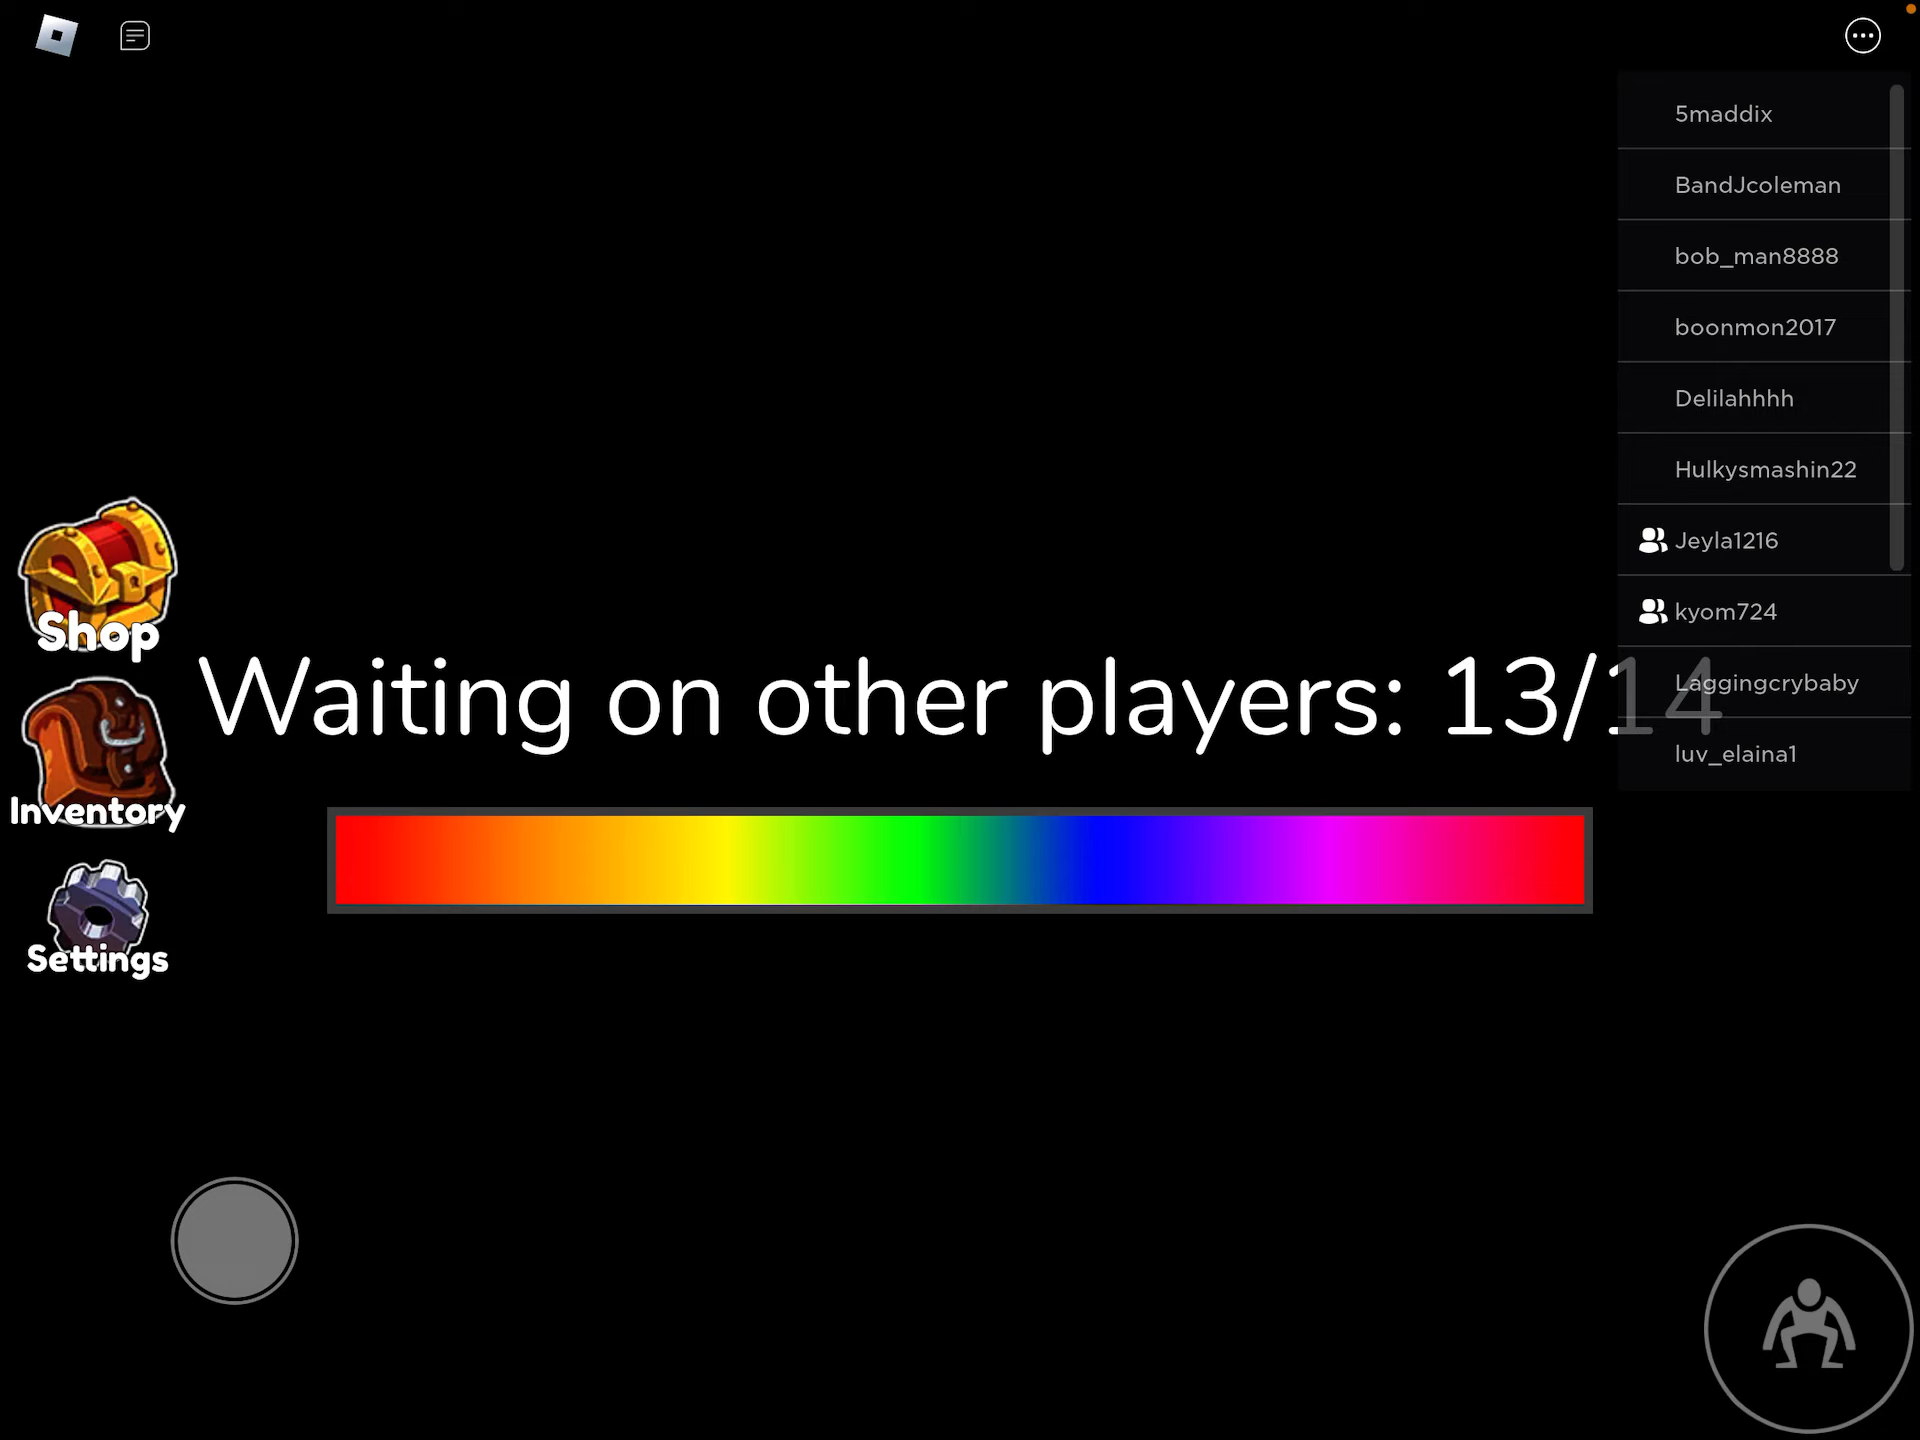 5maddix
BandJcoleman
bob_man8888
boonmon2017
Delilahhhh
Hulkysmashin22
Jeyla1216
kyom724
Laggingcrybaby
luv_elaina1
Shop
Waiting on other players: 13/14
Inventory
Settings